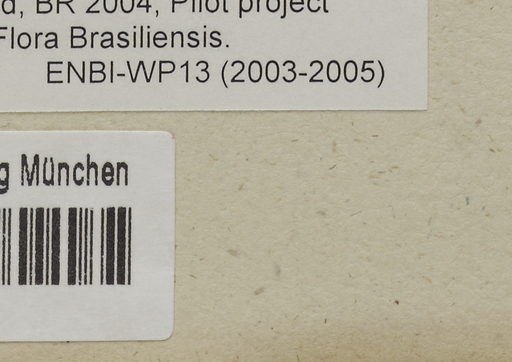 BR 2004, Pilot project
Flora Brasiliensis.
ENBI-WP13 (2003-2005)
g München